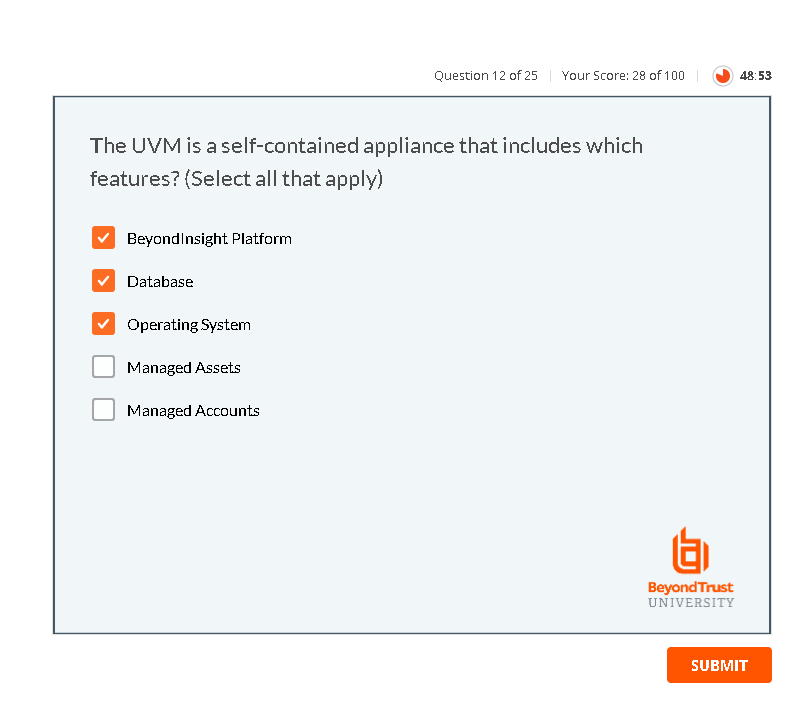 Question 12 of 25 | Your Score: 28 of 100 | 48:53
The UVM is a self-contained appliance that includes which
features? (Select all that apply)
BeyondInsight Platform
Database
Operating System
Managed Assets
Managed Accounts
BeyondTrust
UNIVERSITY
SUBMIT